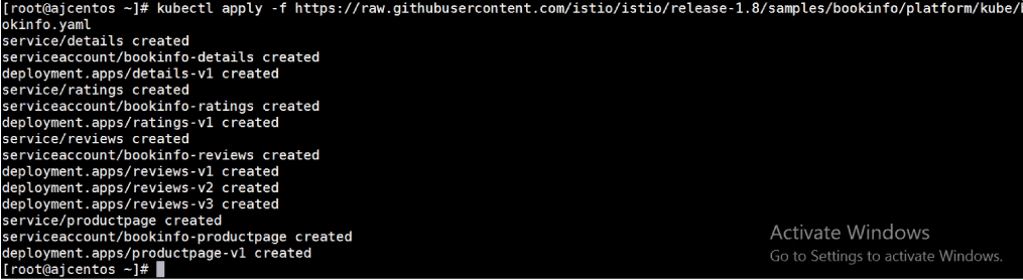 [root@ajcentos ~]# kubectl apply -f https://raw.githubusercontent.com/istio/istio/release-1.8/samples/bookinfo/platform/kube/b
okinfo.yaml
service/details created
serviceaccount/bookinfo-details created
deployment.apps/details-v1 created
service/ratings created
serviceaccount/bookinfo-ratings created
deployment.apps/ratings-v1 created
service/reviews created
serviceaccount/bookinfo-reviews created
deployment.apps/reviews-v1 created
deployment.apps/reviews-v2 created
deployment.apps/reviews-v3 created
service/productpage created
serviceaccount/bookinfo-productpage created
deployment.apps/productpage-v1 created
[root@ajcentos ~]#
Activate Windows
Go to Settings to activate Windows.